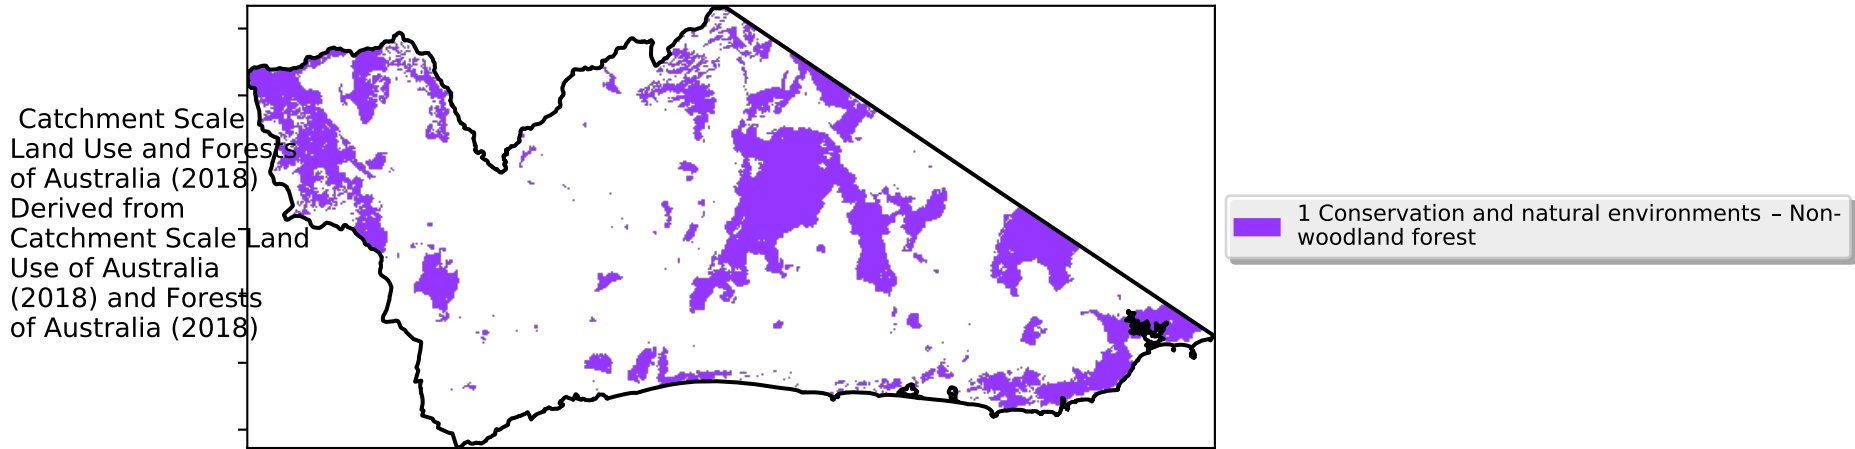 Catchment Scale
Land Use and Forests
of Australia (2018)
Derived from
Catchment Scale Land
Use of Australia
(2018) and Forests
of Australia (2018)
1 Conservation and natural environments – Non-
woodland forest